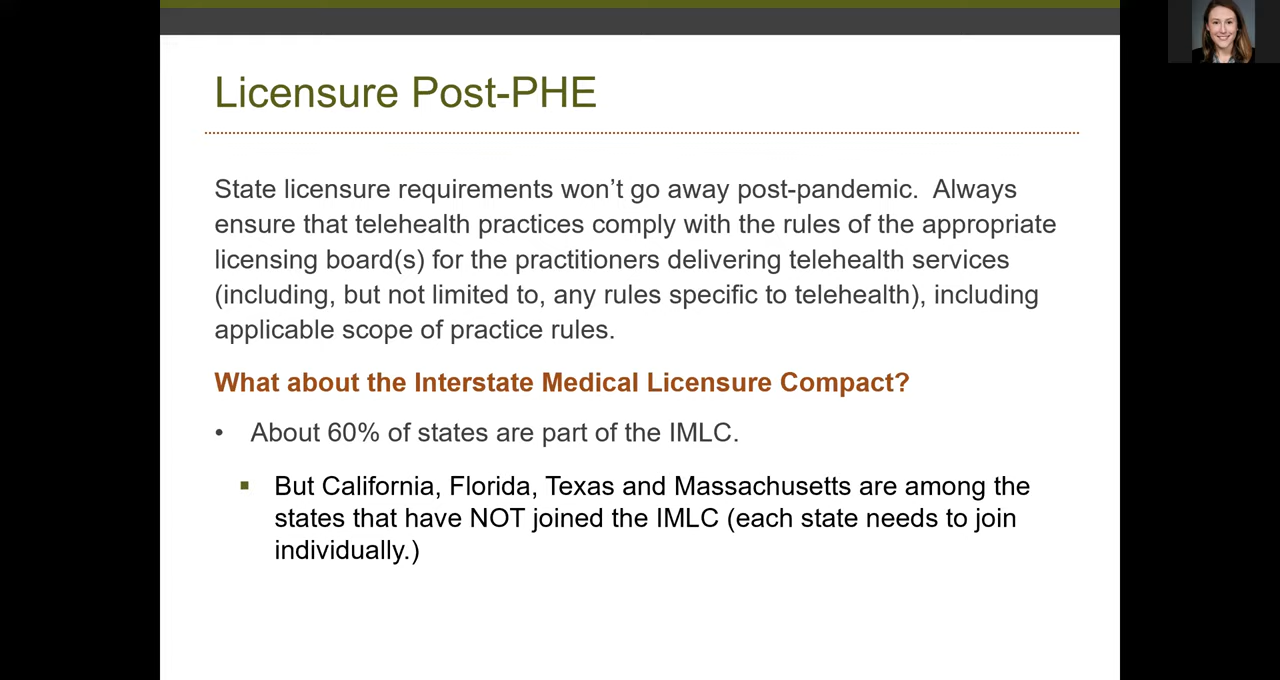 Licensure Post-PHE
State licensure requirements won’t go away post-pandemic.  Always
ensure that telehealth practices comply with the rules of the appropriate
licensing board(s) for the practitioners delivering telehealth services
(including, but not limited to, any rules specific to telehealth), including
applicable scope of practice rules.
What about the Interstate Medical Licensure Compact?
• About 60% of states are part of the IMLC.
▪ But California, Florida, Texas and Massachusetts are among the
states that have NOT joined the IMLC (each state needs to join
individually.)